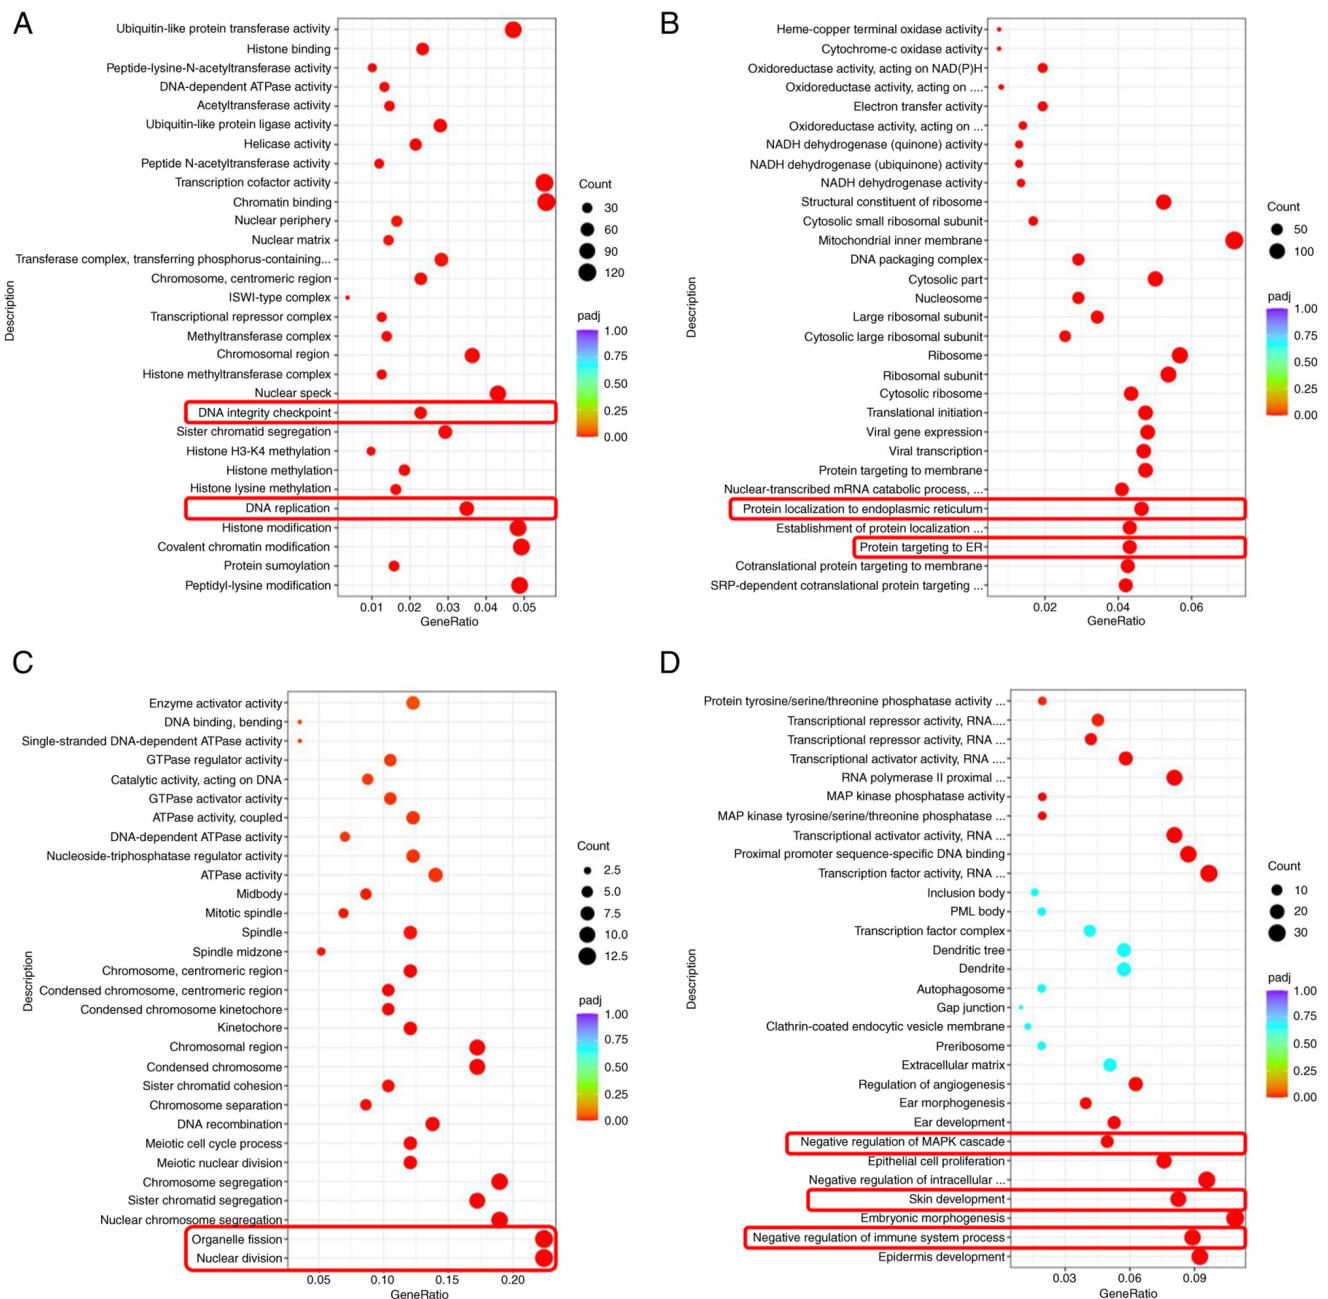 A
Description
Ubiquitin-like protein transferase activity
Histone binding
Peptide-lysine-N-acetyltransferase activity
DNA-dependent ATPase activity
Acetyltransferase activity
Ubiquitin-like protein ligase activity
Helicase activity
Peptide N-acetyltransferase activity
Transcription cofactor activity
Chromatin binding
Nuclear periphery
Nuclear matrix
Transferase complex, transferring phosphorus-containing...
Chromosome, centromeric region
ISWI-type complex
Transcriptional repressor complex
Methyltransferase complex
Chromosomal region
Histone methyltransferase complex
Nuclear speck
DNA integrity checkpoint
Sister chromatid segregation
Histone H3-K4 methylation
Histone methylation
Histone lysine methylation
DNA replication
Histone modification
Covalent chromatin modification
Protein sumoylation
Peptidyl-lysine modification
0.01 0.02 0.03 0.04 0.05
GeneRatio
Count
30
60
90
120
padj
1.00
0.75
0.50
0.25
0.00
B
Description
Heme-copper terminal oxidase activity
Cytochrome-c oxidase activity
Oxidoreductase activity, acting on NAD(P)H
Oxidoreductase activity, acting on ....
Electron transfer activity
Oxidoreductase activity, acting on ...
NADH dehydrogenase (quinone) activity
NADH dehydrogenase (ubiquinone) activity
NADH dehydrogenase activity
Structural constituent of ribosome
Cytosolic small ribosomal subunit
Mitochondrial inner membrane
DNA packaging complex
Cytosolic part
Nucleosome
Large ribosomal subunit
Cytosolic large ribosomal subunit
Ribosome
Ribosomal subunit
Cytosolic ribosome
Translational initiation
Viral gene expression
Viral transcription
Protein targeting to membrane
Nuclear-transcribed mRNA catabolic process, ...
Protein localization to endoplasmic reticulum
Establishment of protein localization ...
Protein targeting to ER
Cotranslational protein targeting to membrane
SRP-dependent cotranslational protein targeting ...
0.02 0.04 0.06
GeneRatio
Count
50
100
padj
1.00
0.75
0.50
0.25
0.00
C
Description
Enzyme activator activity
DNA binding, bending
Single-stranded DNA-dependent ATPase activity
GTPase regulator activity
Catalytic activity, acting on DNA
GTPase activator activity
ATPase activity, coupled
DNA-dependent ATPase activity
Nucleoside-triphosphatase regulator activity
ATPase activity
Midbody
Mitotic spindle
Spindle
Spindle midzone
Chromosome, centromeric region
Condensed chromosome, centromeric region
Condensed chromosome kinetochore
Kinetochore
Chromosomal region
Condensed chromosome
Sister chromatid cohesion
Chromosome separation
DNA recombination
Meiotic cell cycle process
Meiotic nuclear division
Chromosome segregation
Sister chromatid segregation
Nuclear chromosome segregation
Organelle fission
Nuclear division
0.05 0.10 0.15 0.20
GeneRatio
Count
2.5
5.0
7.5
10.0
12.5
padj
1.00
0.75
0.50
0.25
0.00
D
Description
Protein tyrosine/serine/threonine phosphatase activity ...
Transcriptional repressor activity, RNA....
Transcriptional repressor activity, RNA ...
Transcriptional activator activity, RNA ....
RNA polymerase II proximal ...
MAP kinase phosphatase activity
MAP kinase tyrosine/serine/threonine phosphatase ...
Transcriptional activator activity, RNA ...
Proximal promoter sequence-specific DNA binding
Transcription factor activity, RNA ...
Inclusion body
PML body
Transcription factor complex
Dendritic tree
Dendrite
Autophagosome
Gap junction
Clathrin-coated endocytic vesicle membrane
Preribosome
Extracellular matrix
Regulation of angiogenesis
Ear morphogenesis
Ear development
Negative regulation of MAPK cascade
Epithelial cell proliferation
Negative regulation of intracellular ...
Skin development
Embryonic morphogenesis
Negative regulation of immune system process
Epidermis development
0.03 0.06 0.09
GeneRatio
Count
10
20
30
padj
1.00
0.75
0.50
0.25
0.00